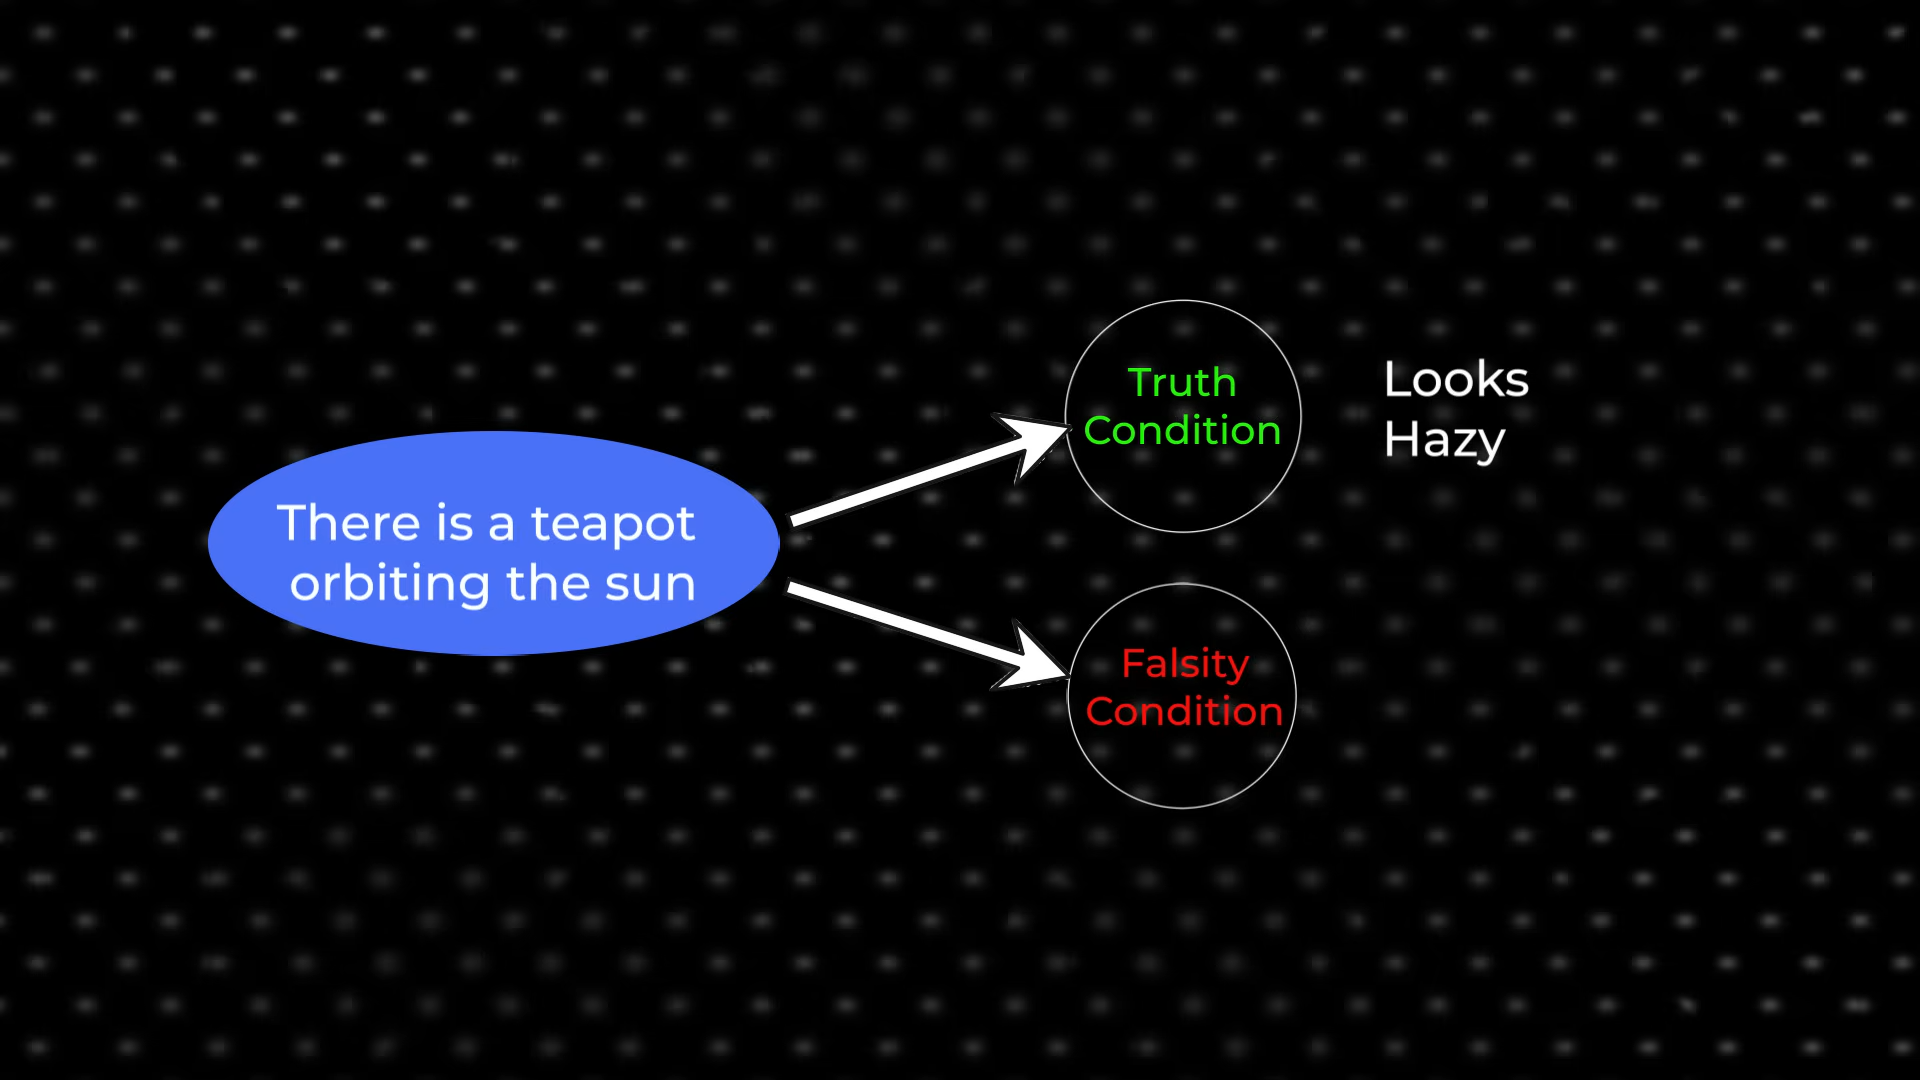 There is a teapot
orbiting the sun
Truth
Condition
Looks
Hazy
Falsity
Condition